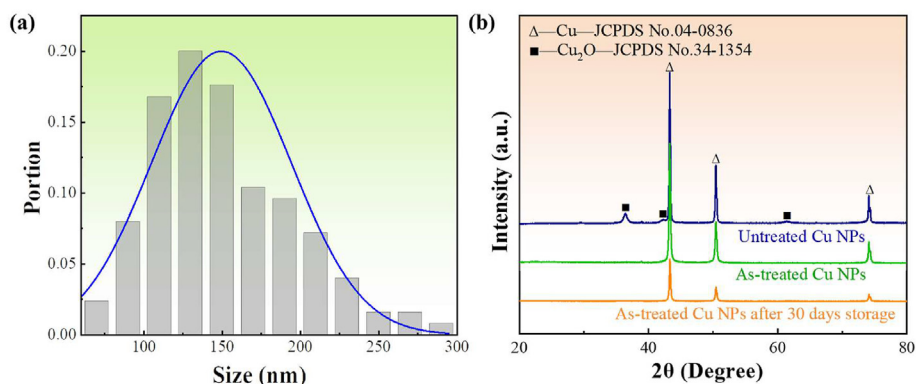 (a)
0.20
0.15
0.10
0.05
0.00
Portion
100
150
200
250
300
Size (nm)
(b)
Δ—Cu—JCPDS No.04-0836
■—Cu₂O—JCPDS No.34-1354
Δ
Δ
Δ
■
■
■
Untreated Cu NPs
As-treated Cu NPs
As-treated Cu NPs after 30 days storage
Intensity (a.u.)
20
40
60
80
2θ (Degree)